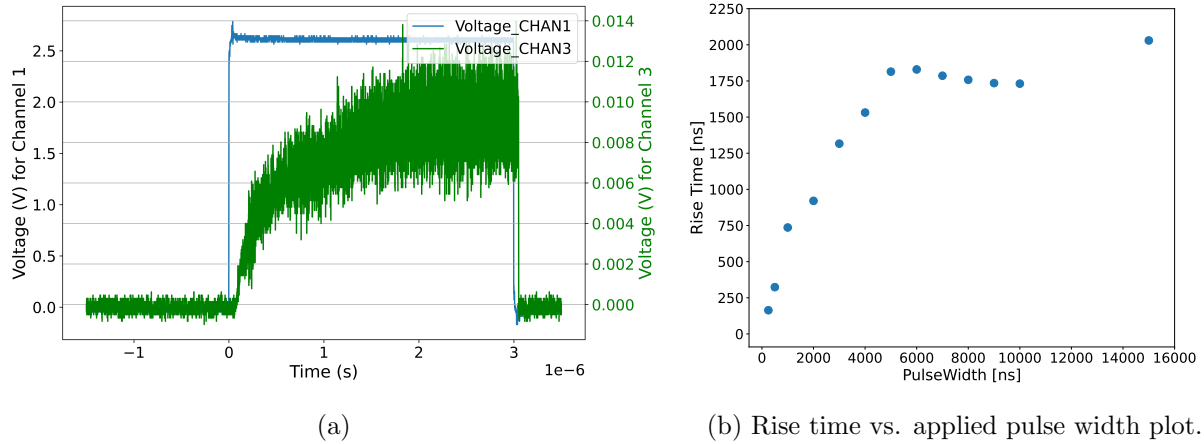 Voltage_CHAN1
Voltage_CHAN3
Voltage (V) for Channel 1
2.5
2.0
1.5
1.0
0.5
0.0
0.014
0.012
0.010
0.008
0.006
0.004
0.002
0.000
Voltage (V) for Channel 3
−1 0 1 2 3
1e−6
Time (s)
(a)
Rise Time [ns]
2250
2000
1750
1500
1250
1000
750
500
250
0
0 2000 4000 6000 8000 10000 12000 14000 16000
PulseWidth [ns]
(b) Rise time vs. applied pulse width plot.